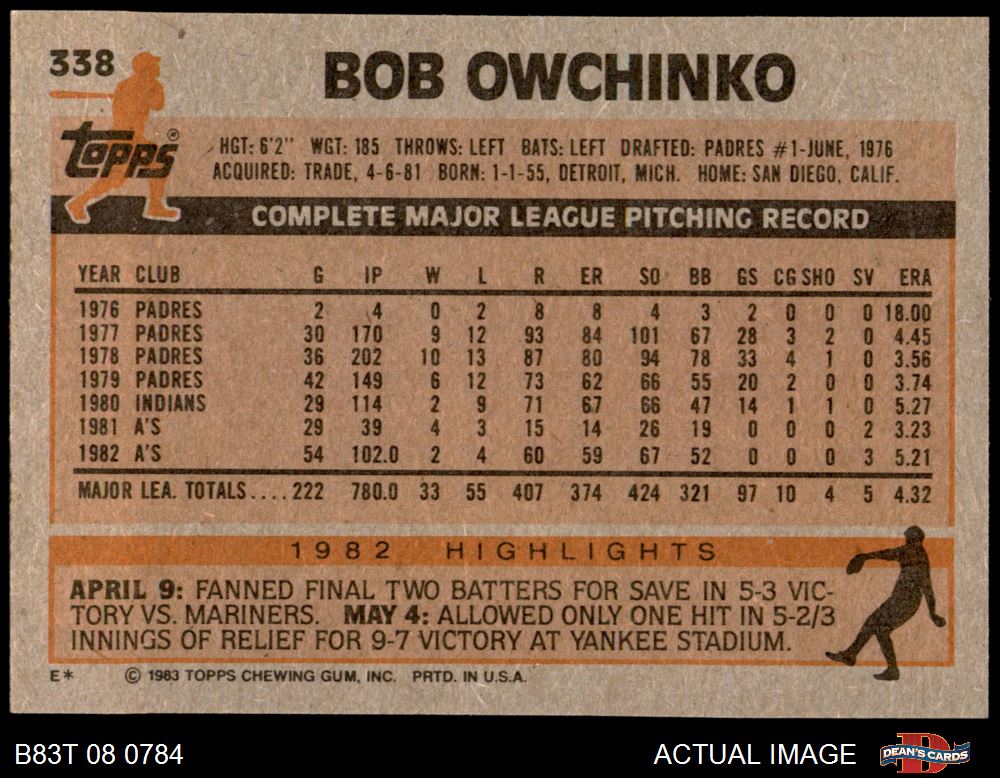 338
BOB OWCHINKO
topps®
HGT: 6'2" WGT: 185 THROWS: LEFT BATS: LEFT DRAFTED: PADRES #1-JUNE, 1976
ACQUIRED: TRADE, 4-6-81 BORN: 1-1-55, DETROIT, MICH. HOME: SAN DIEGO, CALIF.
COMPLETE MAJOR LEAGUE PITCHING RECORD
YEAR CLUB G IP W L R ER SO BB GS CG SHO SV ERA
1976 PADRES 2 4 0 2 8 8 4 3 2 0 0 0 18.00
1977 PADRES 30 170 9 12 93 84 101 67 28 3 2 0 4.45
1978 PADRES 36 202 10 13 87 80 94 78 33 4 1 0 3.56
1979 PADRES 42 149 6 12 73 62 66 55 20 2 0 0 3.74
1980 INDIANS 29 114 2 9 71 67 66 47 14 1 1 0 5.27
1981 A'S 29 39 4 3 15 14 26 19 0 0 0 2 3.23
1982 A'S 54 102.0 2 4 60 59 67 52 0 0 0 3 5.21
MAJOR LEA. TOTALS....222 780.0 33 55 407 374 424 321 97 10 4 5 4.32
1982 HIGHLIGHTS
APRIL 9: FANNED FINAL TWO BATTERS FOR SAVE IN 5-3 VIC-
TORY VS. MARINERS. MAY 4: ALLOWED ONLY ONE HIT IN 5-2/3
INNINGS OF RELIEF FOR 9-7 VICTORY AT YANKEE STADIUM.
E* © 1983 TOPPS CHEWING GUM, INC. PRTD. IN U.S.A.
B83T 08 0784 ACTUAL IMAGE DEAN'S CARDS